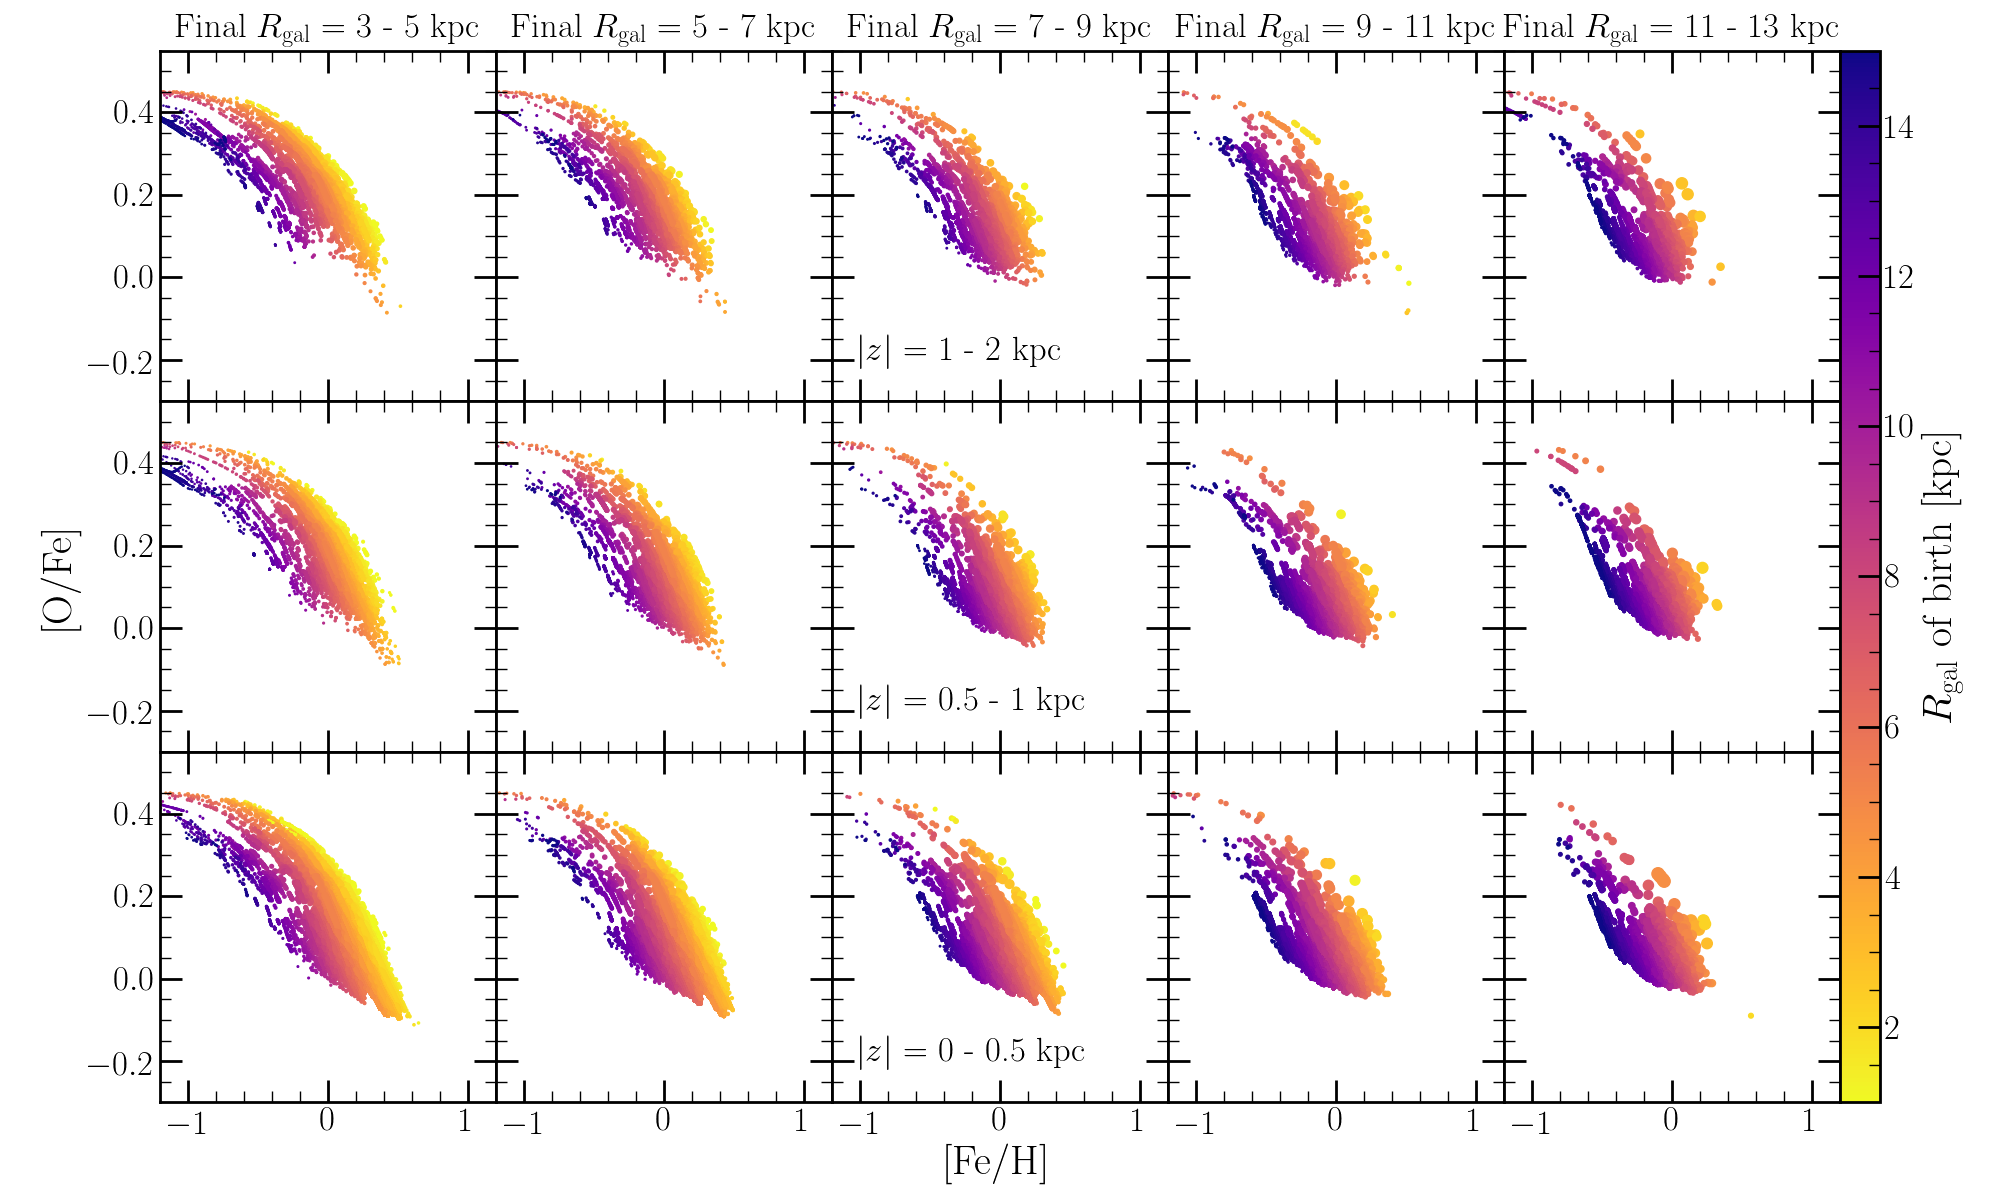 Final R_gal = 3 - 5 kpc
Final R_gal = 5 - 7 kpc
Final R_gal = 7 - 9 kpc
Final R_gal = 9 - 11 kpc
Final R_gal = 11 - 13 kpc
0.4
0.2
0.0
−0.2
|z| = 1 - 2 kpc
0.4
0.2
0.0
−0.2
|z| = 0.5 - 1 kpc
0.4
0.2
0.0
−0.2
|z| = 0 - 0.5 kpc
[O/Fe]
−1 0 1
−1 0 1
−1 0 1
−1 0 1
−1 0 1
[Fe/H]
14
12
10
8
6
4
2
R_gal of birth [kpc]